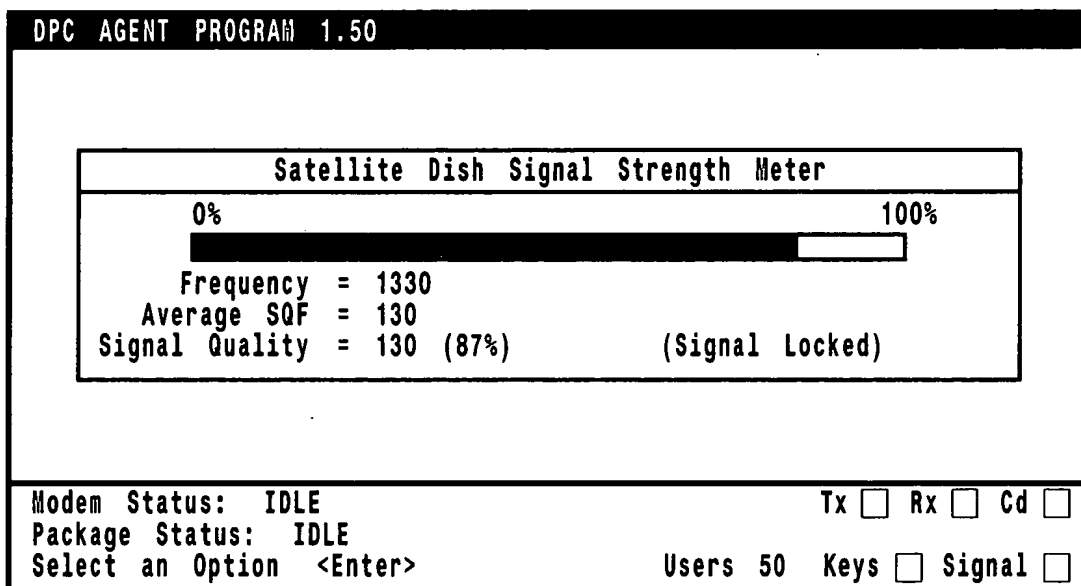 DPC AGENT PROGRAM 1.50
Satellite Dish Signal Strength Meter
0% 100%
Frequency = 1330
Average SQF = 130
Signal Quality = 130 (87%) (Signal Locked)
Modem Status: IDLE Tx Rx Cd
Package Status: IDLE
Select an Option <Enter> Users 50 Keys Signal